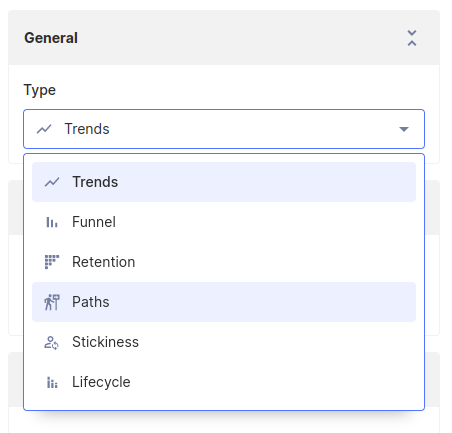 General
Type
Trends
Trends
Funnel
Retention
Paths
Stickiness
Lifecycle